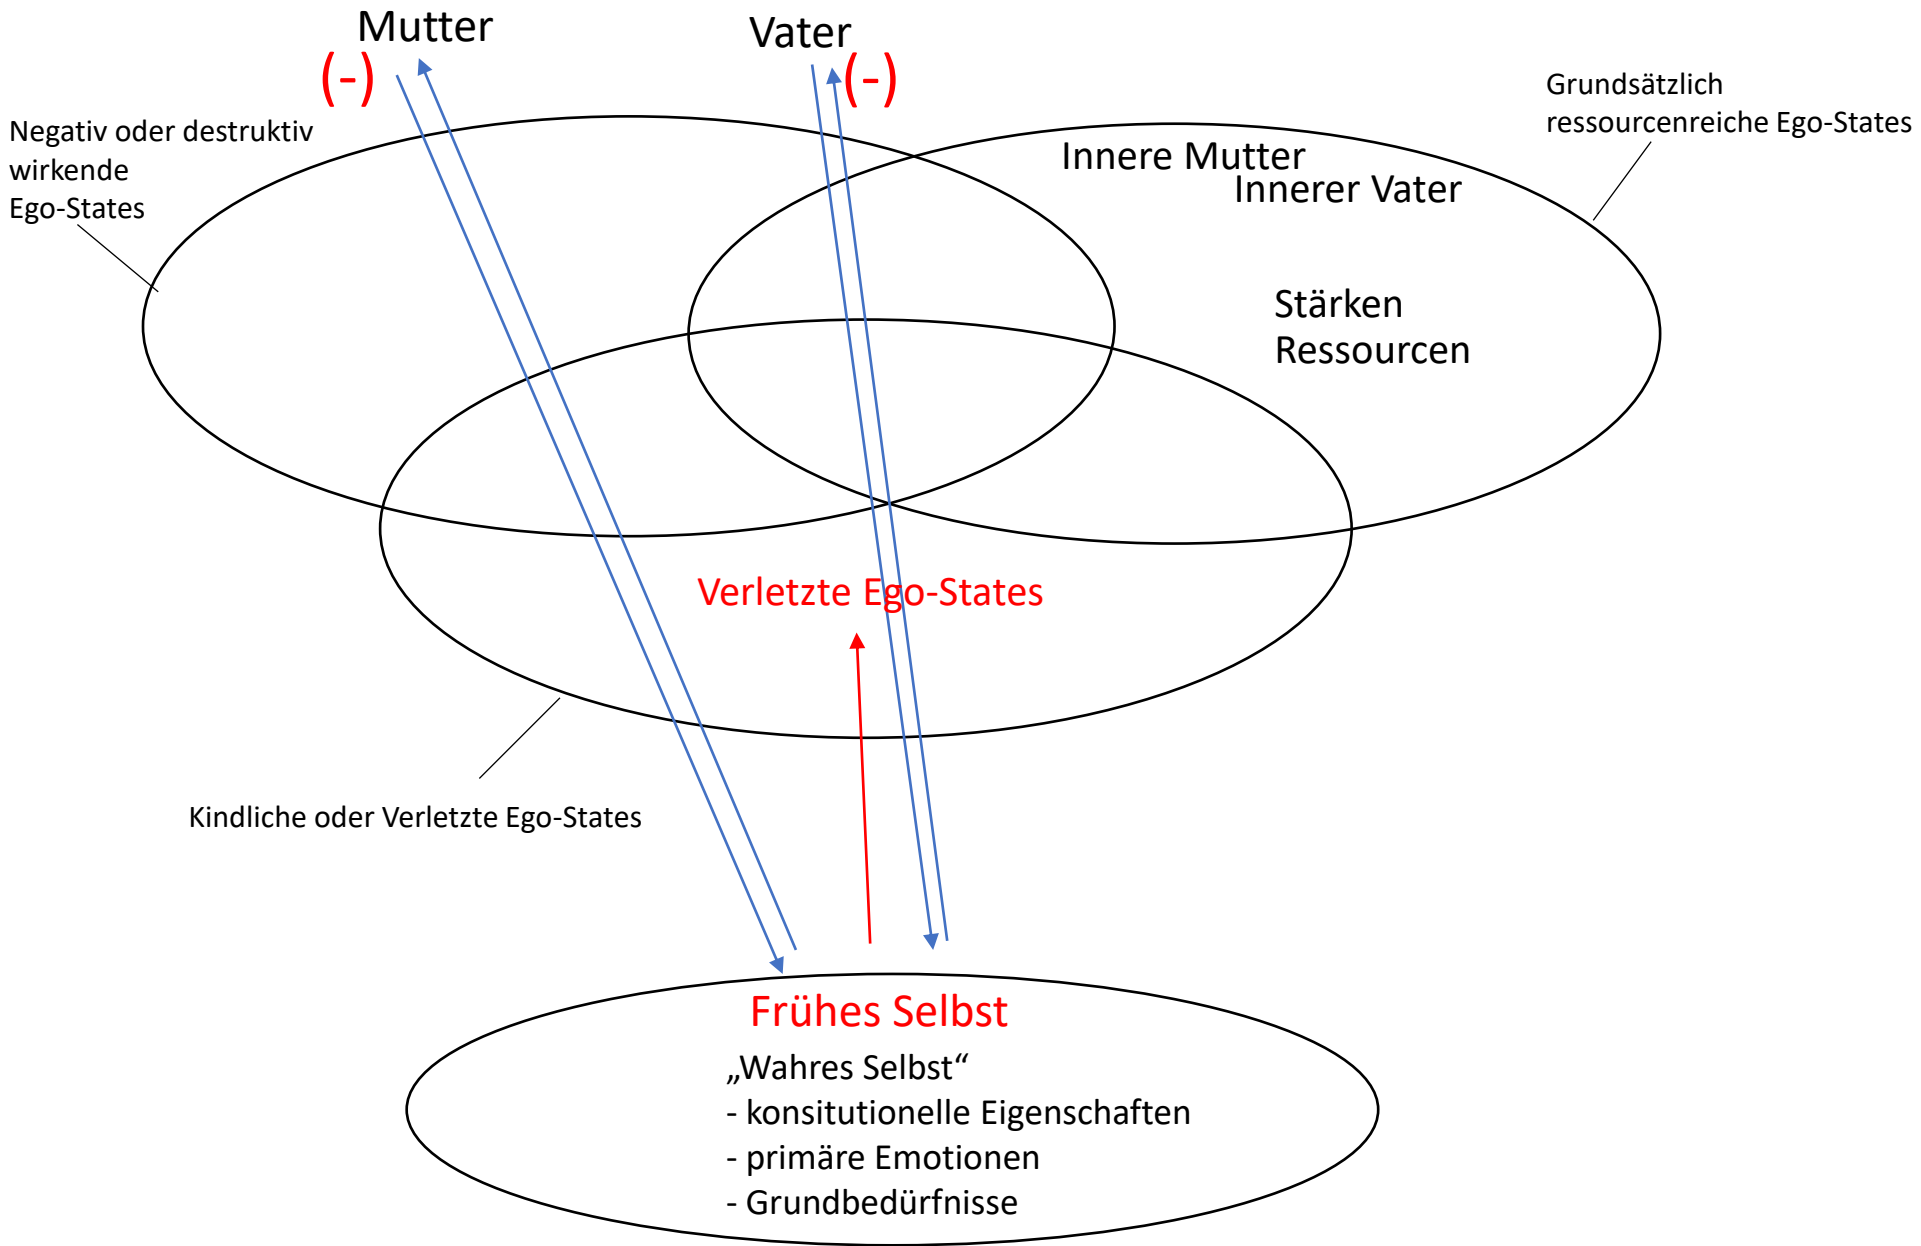 Mutter
Vater
(-)
(-)
Grundsätzlich
ressourcenreiche Ego-States
Negativ oder destruktiv
wirkende
Ego-States
Innere Mutter
Innerer Vater
Stärken
Ressourcen
Verletzte Ego-States
Kindliche oder Verletzte Ego-States
Frühes Selbst
„Wahres Selbst“
- konsitutionelle Eigenschaften
- primäre Emotionen
- Grundbedürfnisse